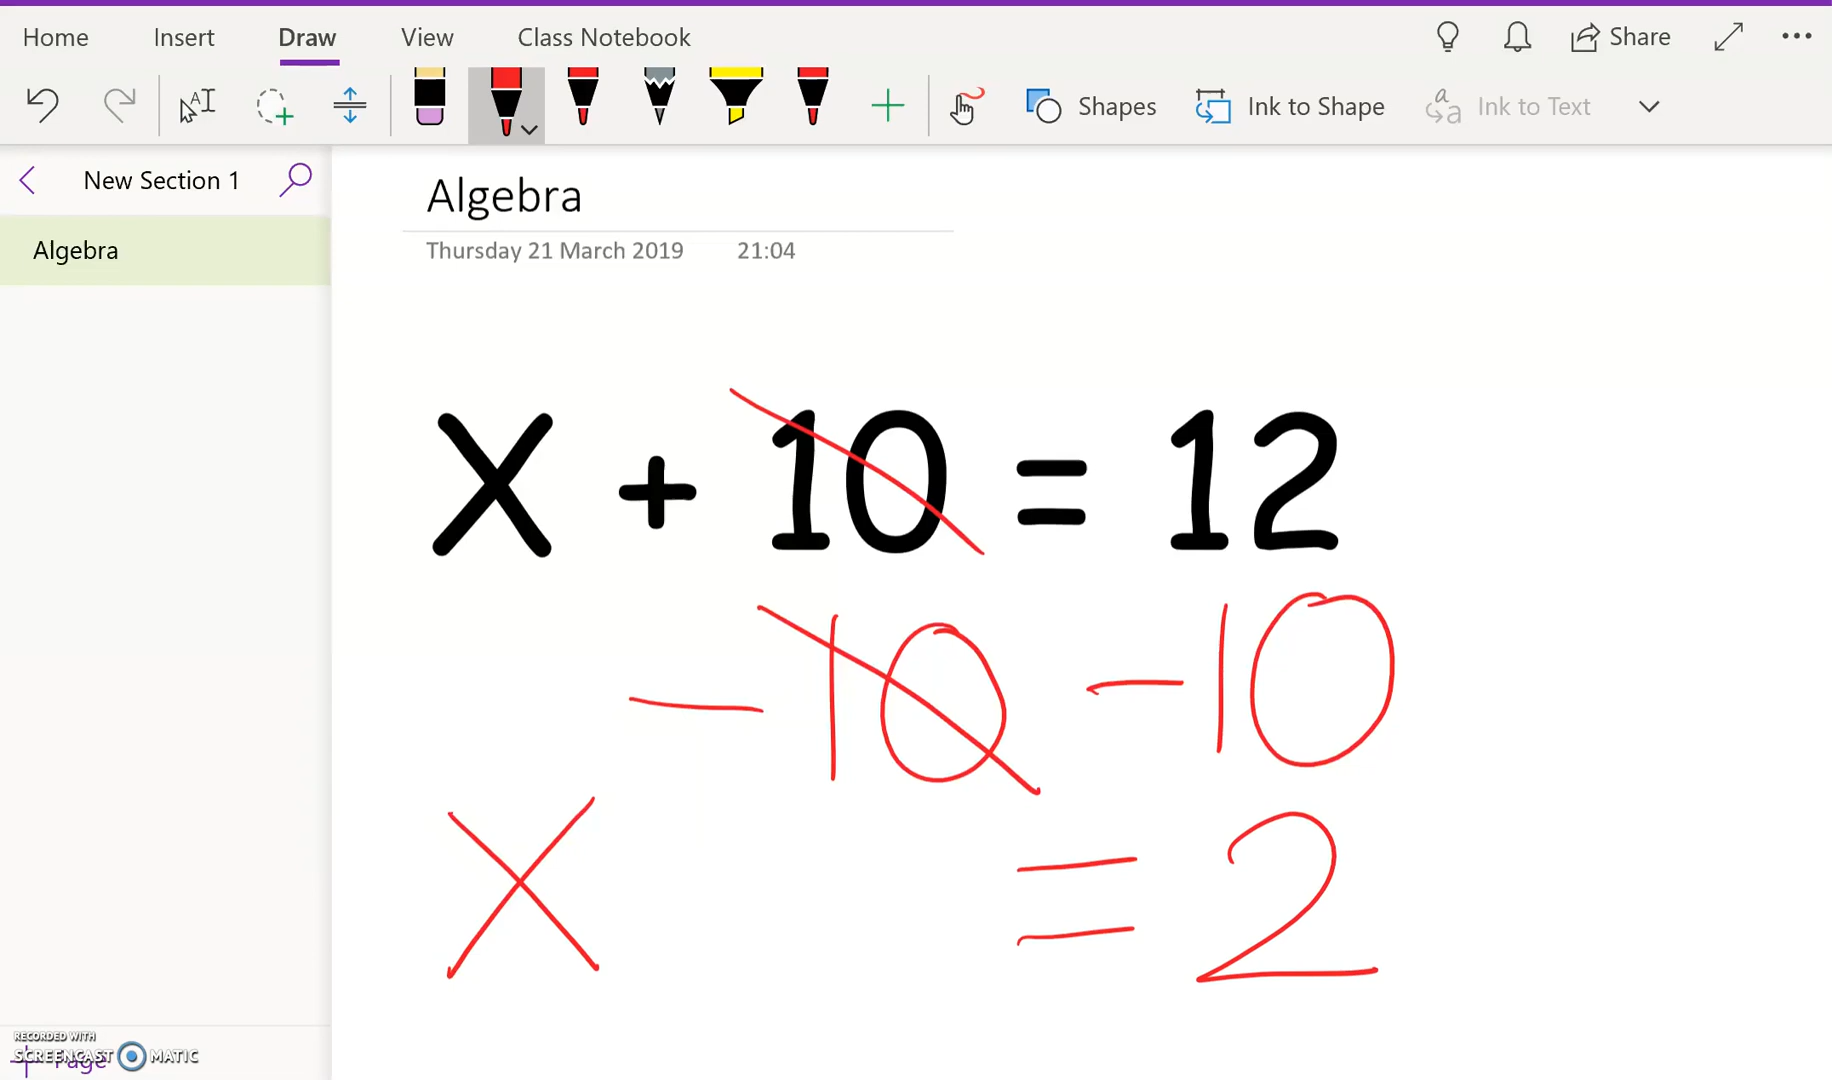 Home Insert Draw View Class Notebook Share
Shapes Ink to Shape Ink to Text
New Section 1
Algebra
Algebra
Thursday 21 March 2019 21:04
X + 10 = 12
-10 -10
X = 2
RECORDED WITH
SCREENCAST MATIC
+ Page